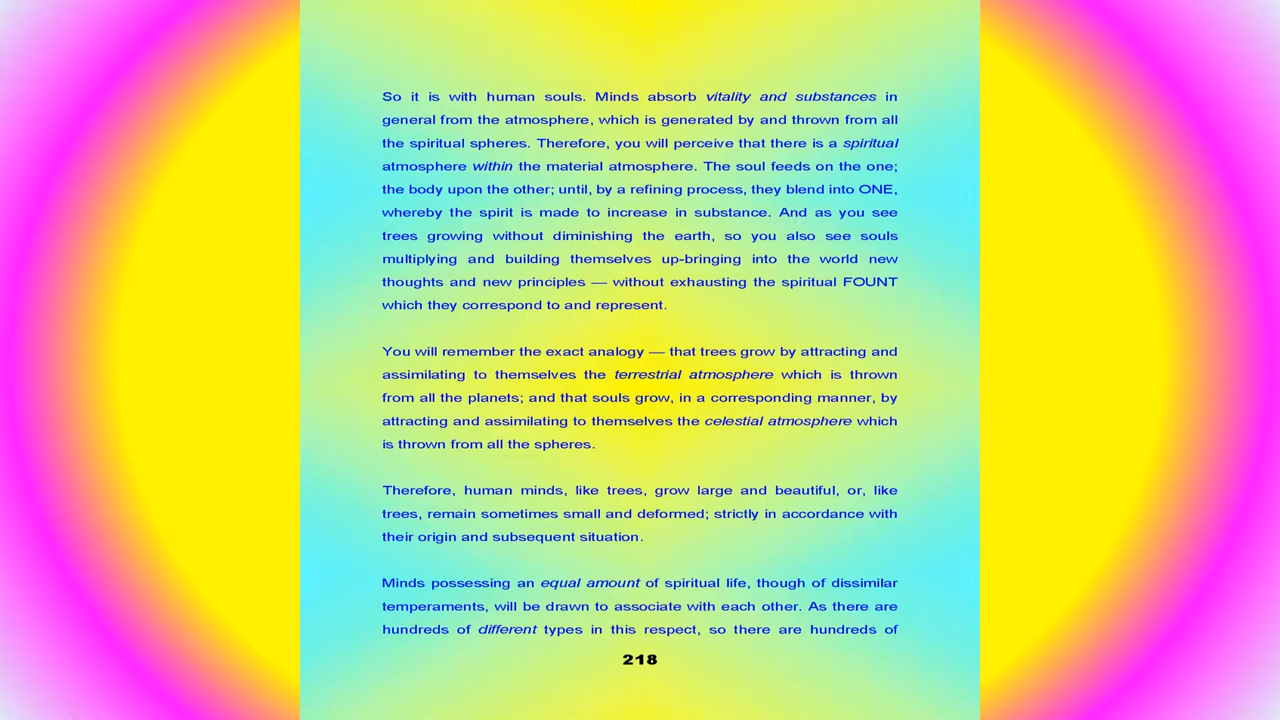 So it is with human souls. Minds absorb vitality and substances in
general from the atmosphere, which is generated by and thrown from all
the spiritual spheres. Therefore, you will perceive that there is a spiritual
atmosphere within the material atmosphere. The soul feeds on the one;
the body upon the other; until, by a refining process, they blend into ONE,
whereby the spirit is made to increase in substance. And as you see
trees growing without diminishing the earth, so you also see souls
multiplying and building themselves up-bringing into the world new
thoughts and new principles — without exhausting the spiritual FOUNT
which they correspond to and represent.
You will remember the exact analogy — that trees grow by attracting and
assimilating to themselves the terrestrial atmosphere which is thrown
from all the planets; and that souls grow, in a corresponding manner, by
attracting and assimilating to themselves the celestial atmosphere which
is thrown from all the spheres.
Therefore, human minds, like trees, grow large and beautiful, or, like
trees, remain sometimes small and deformed; strictly in accordance with
their origin and subsequent situation.
Minds possessing an equal amount of spiritual life, though of dissimilar
temperaments, will be drawn to associate with each other. As there are
hundreds of different types in this respect, so there are hundreds of
218